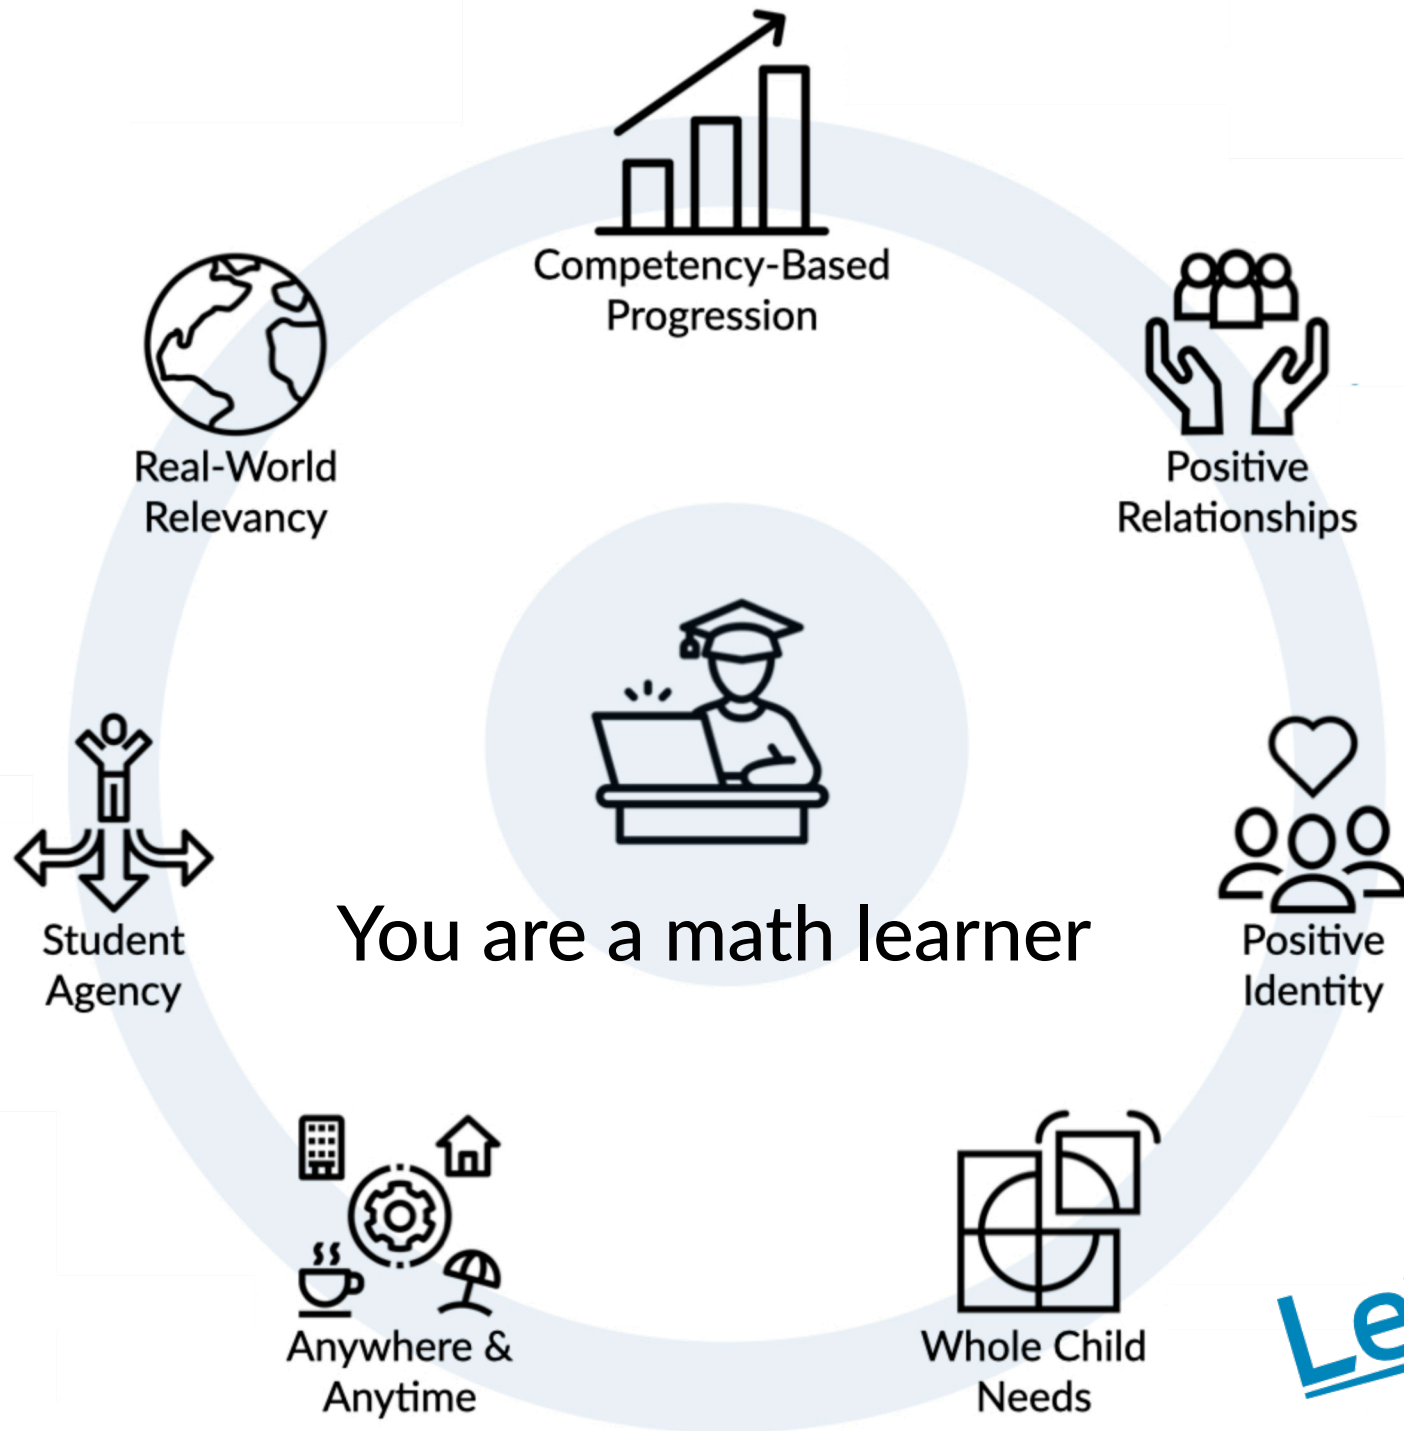 Competency-Based
Progression
Real-World
Relevancy
Positive
Relationships
You are a math learner
Student
Agency
Positive
Identity
Anywhere &
Anytime
Whole Child
Needs